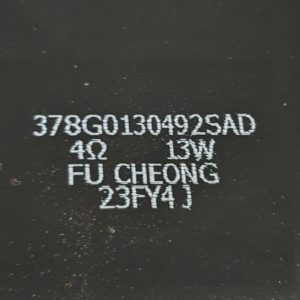 378G0130492SAD
4Ω 13W
FU CHEONG
23FY4 J